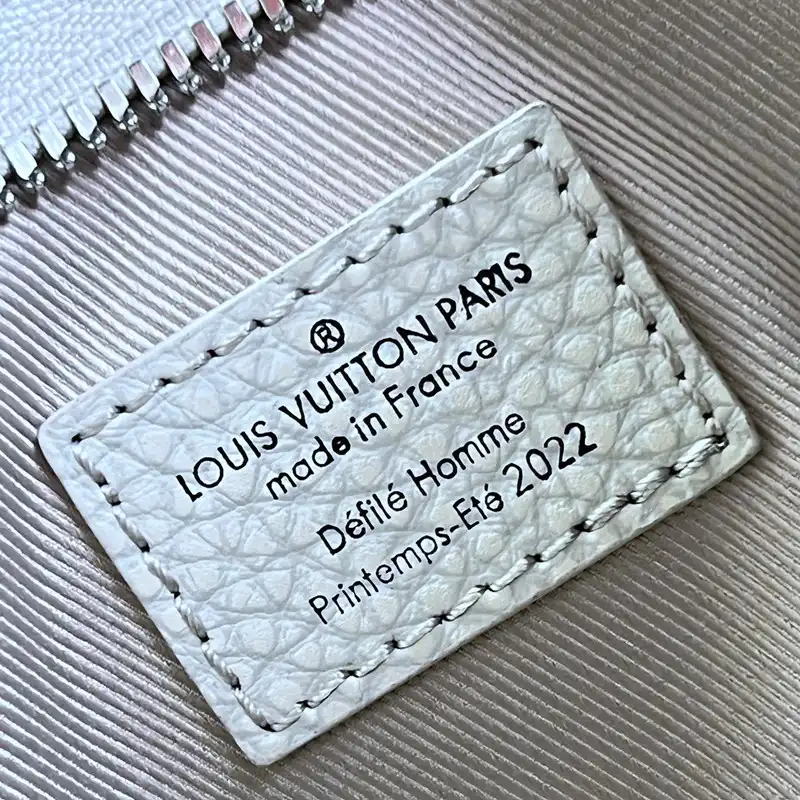 ®
LOUIS VUITTON PARIS
made in France
Défilé Homme
Printemps-Eté 2022